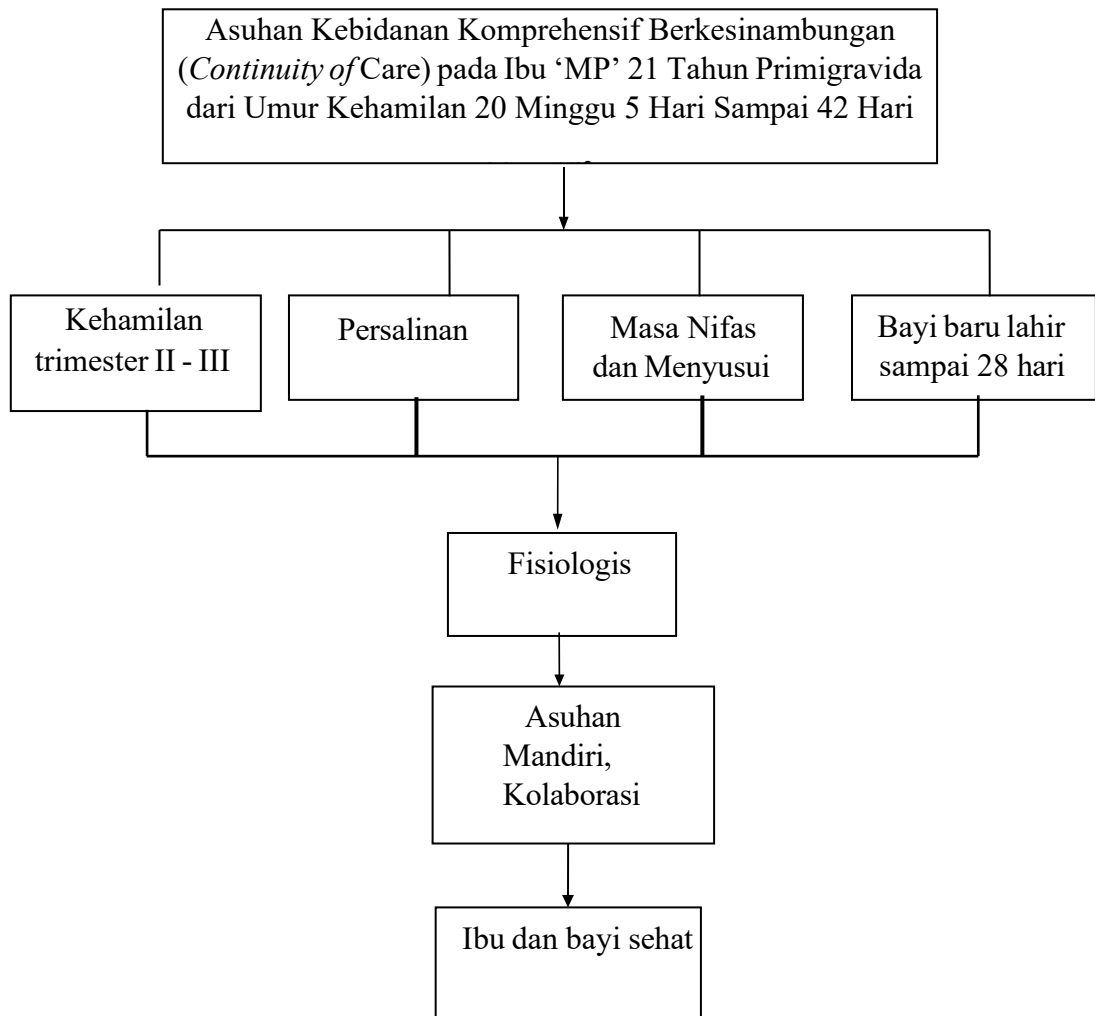 Asuhan Kebidanan Komprehensif Berkesinambungan
(Continuity of Care) pada Ibu ‘MP’ 21 Tahun Primigravida
dari Umur Kehamilan 20 Minggu 5 Hari Sampai 42 Hari
Kehamilan
trimester II - III
Persalinan
Masa Nifas
dan Menyusui
Bayi baru lahir
sampai 28 hari
Fisiologis
Asuhan
Mandiri,
Kolaborasi
Ibu dan bayi sehat